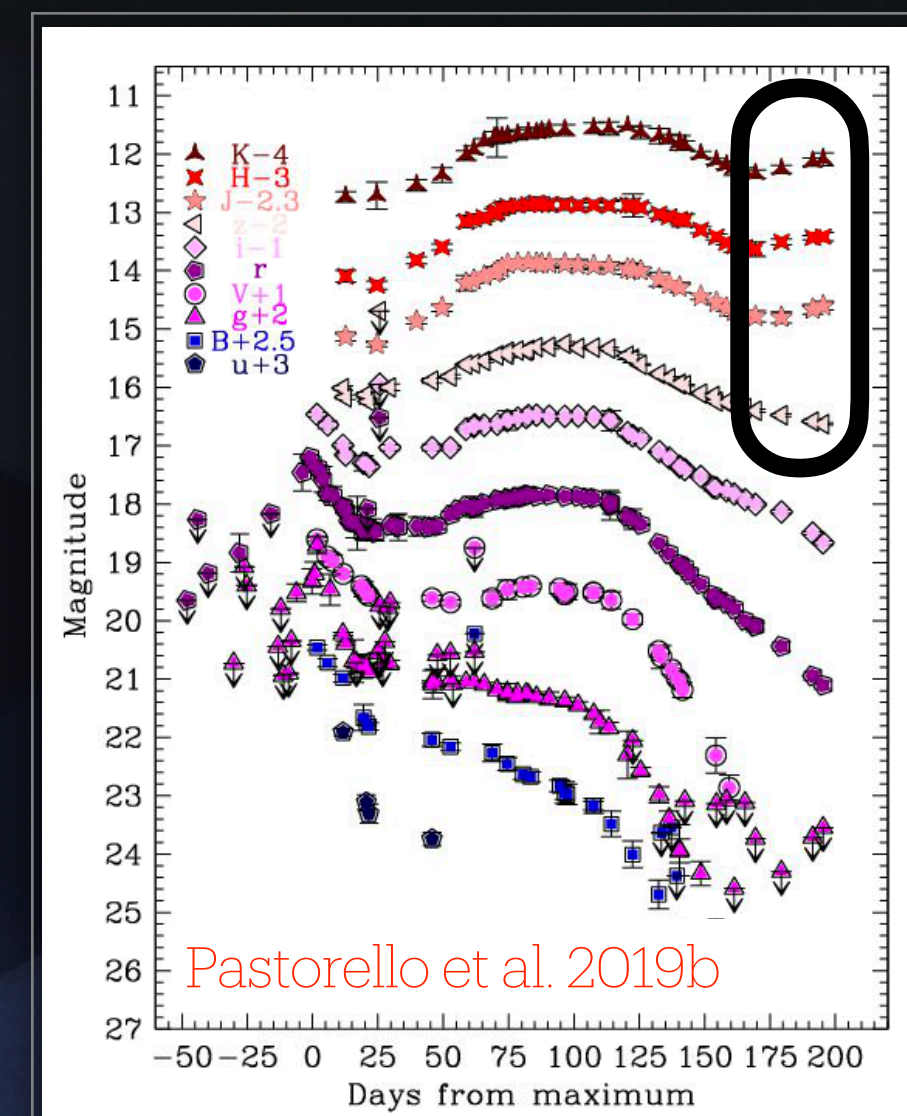 11
12
13
14
15
16
17
18
19
20
21
22
23
24
25
26
27
Magnitude
K−4
H−3
J−2.3
z−2
i−1
r
V+1
g+2
B+2.5
u+3
Pastorello et al. 2019b
−50 −25 0 25 50 75 100 125 150 175 200
Days from maximum